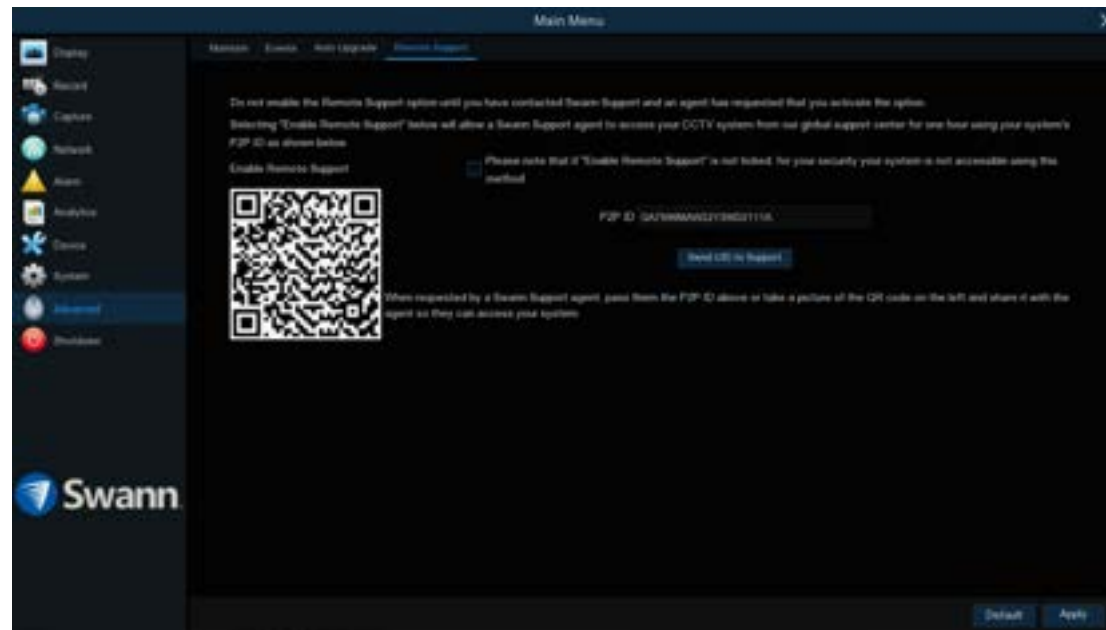 Main Menu
Display
Record
Capture
Network
Alarm
Analytics
Device
System
Advanced
Shutdown
Maintain Events Auto Upgrade Remote Support
Do not enable the Remote Support option until you have contacted Swann Support and an agent has requested that you activate the option.
Selecting "Enable Remote Support" below will allow a Swann Support agent to access your CCTV system from our global support center for one hour using your system's
P2P ID as shown below
Enable Remote Support
Please note that if "Enable Remote Support" is not ticked, for your security your system is not accessible using this
method
P2P ID
Send UID to Support
When requested by a Swann Support agent, pass them the P2P ID above or take a picture of the QR code on the left and share it with the
agent so they can access your system
Swann
Default Apply